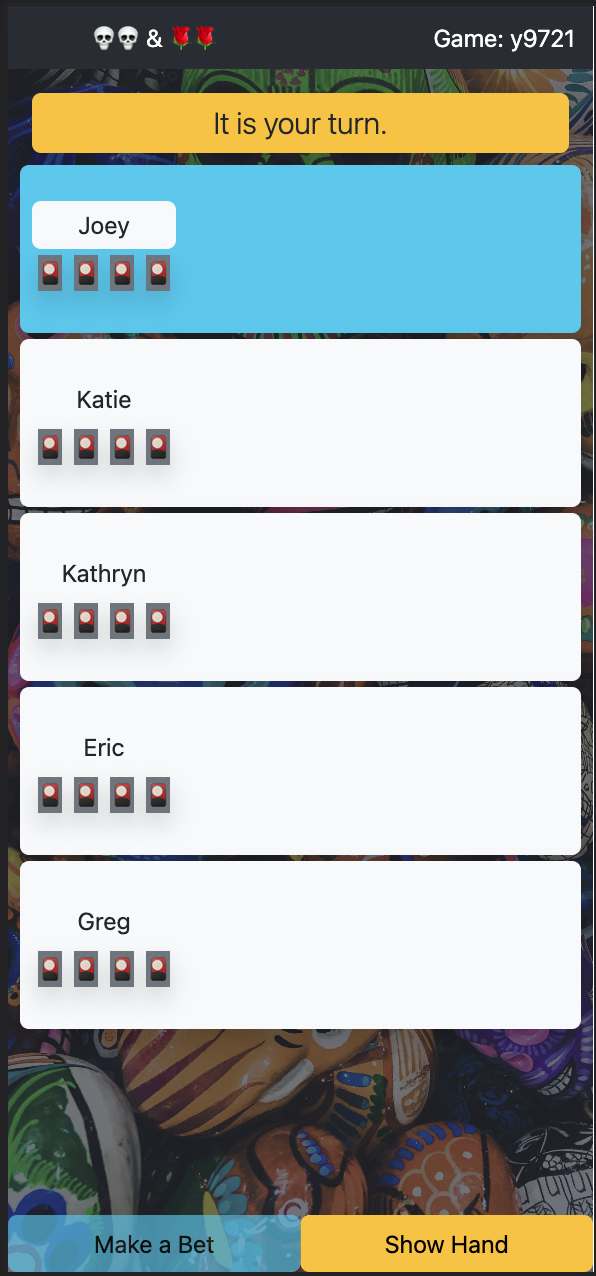 💀💀 & 🌹🌹 Game: y9721
It is your turn.
Joey
🎴 🎴 🎴 🎴
Katie
🎴 🎴 🎴 🎴
Kathryn
🎴 🎴 🎴 🎴
Eric
🎴 🎴 🎴 🎴
Greg
🎴 🎴 🎴 🎴
Make a Bet Show Hand